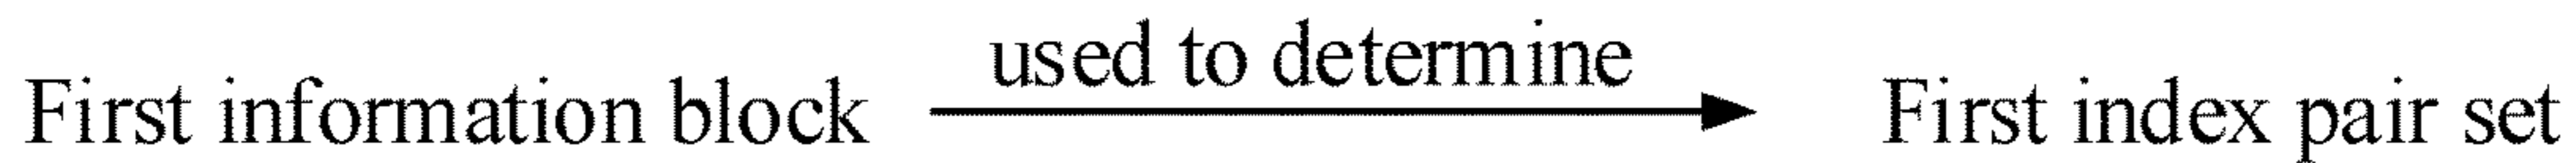 First information block
used to determine
First index pair set